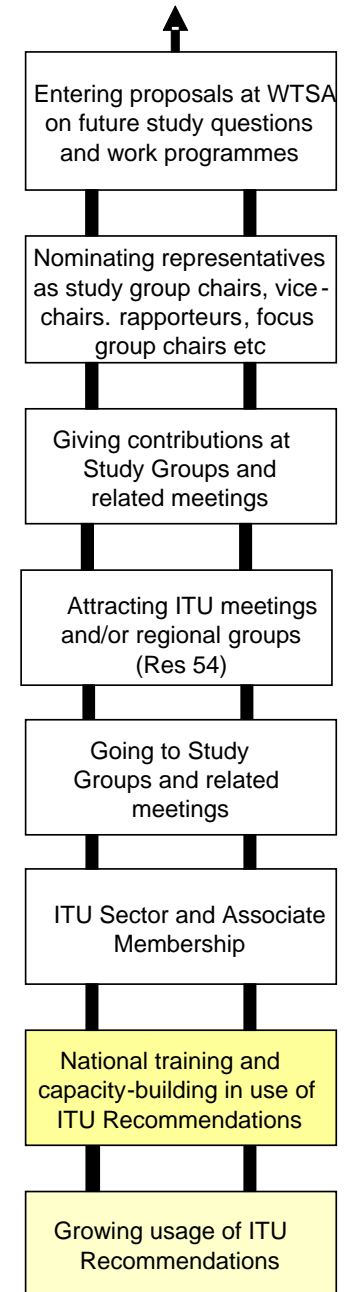 Entering proposals at WTSA
on future study questions
and work programmes
Nominating representatives
as study group chairs, vice-
chairs. rapporteurs, focus
group chairs etc
Giving contributions at
Study Groups and
related meetings
Attracting ITU meetings
and/or regional groups
(Res 54)
Going to Study
Groups and related
meetings
ITU Sector and Associate
Membership
National training and
capacity-building in use of
ITU Recommendations
Growing usage of ITU
Recommendations